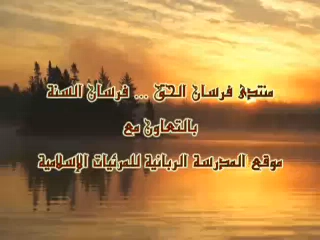 منتدى فرسان الحق ... فرسان السنة
بالتعاون مع
موقع المدرسة الربانية للمرئيات الإسلامية